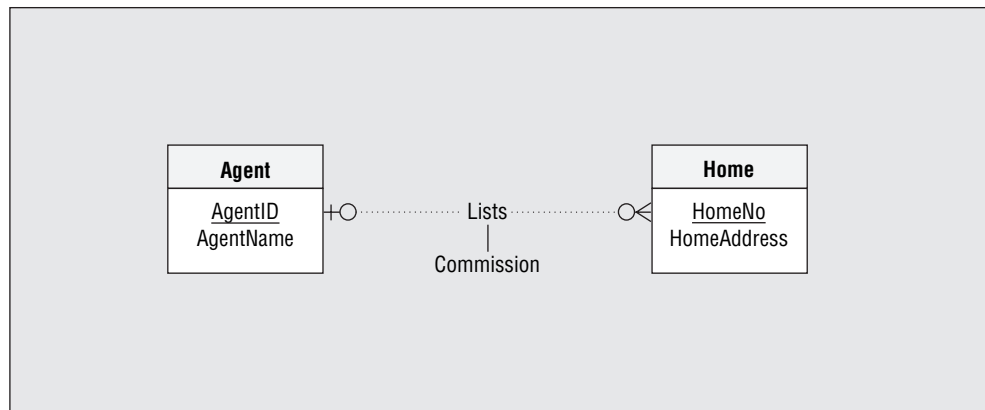 Agent
AgentID
AgentName
Lists
Commission
Home
HomeNo
HomeAddress